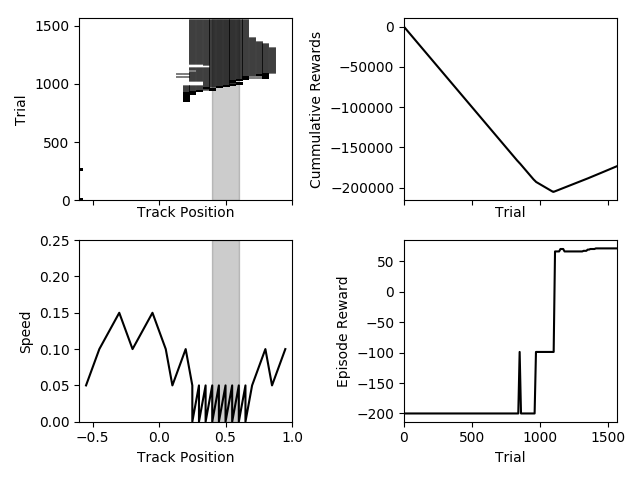 1500
1000
500
0
Trial
Track Position
0
−50000
−100000
−150000
−200000
Cummulative Rewards
Trial
0.25
0.20
0.15
0.10
0.05
0.00
Speed
−0.5 0.0 0.5 1.0
Track Position
50
0
−50
−100
−150
−200
Episode Reward
0 500 1000 1500
Trial